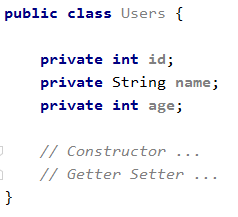 public class Users {
private int id;
private String name;
private int age;
// Constructor ...
// Getter Setter ...
}